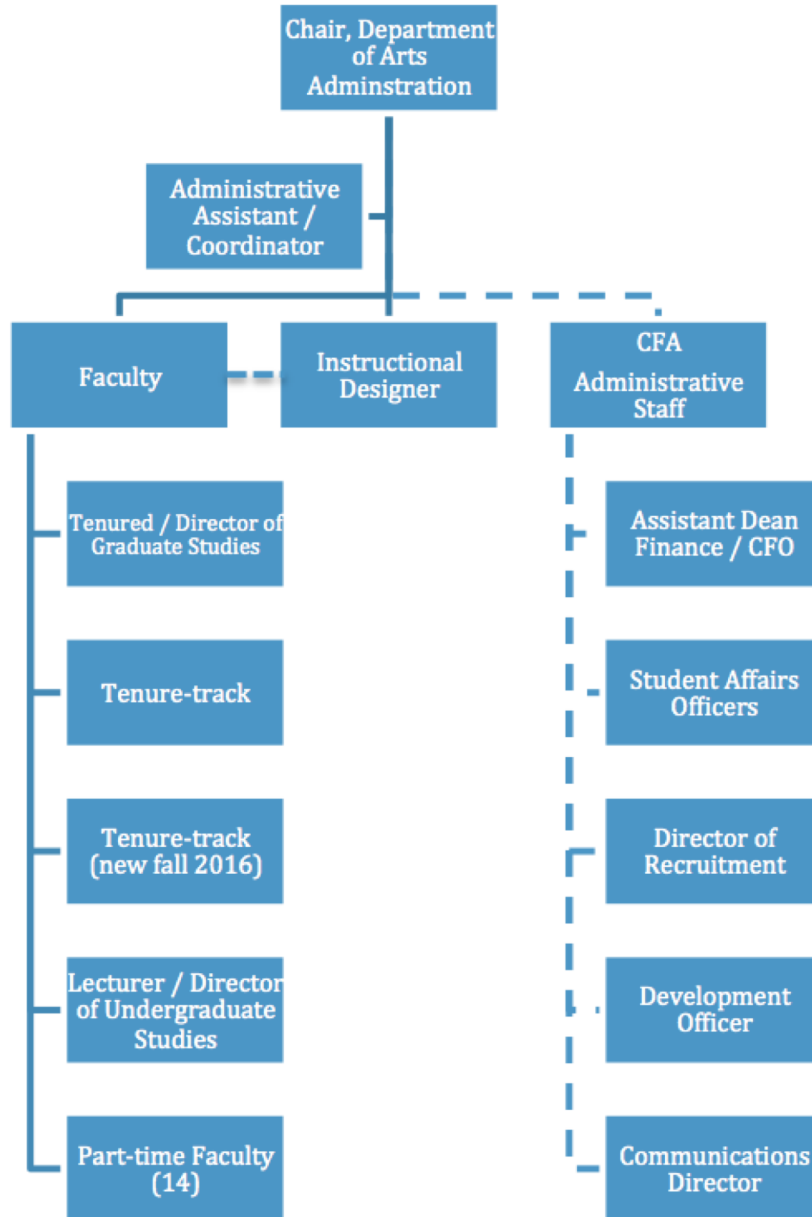 Chair, Department
of Arts
Adminstration
Administrative
Assistant /
Coordinator
Faculty
Instructional
Designer
CFA
Administrative
Staff
Tenured / Director of
Graduate Studies
Assistant Dean
Finance / CFO
Tenure-track
Student Affairs
Officers
Tenure-track
(new fall 2016)
Director of
Recruitment
Lecturer / Director
of Undergraduate
Studies
Development
Officer
Part-time Faculty
(14)
Communications
Director